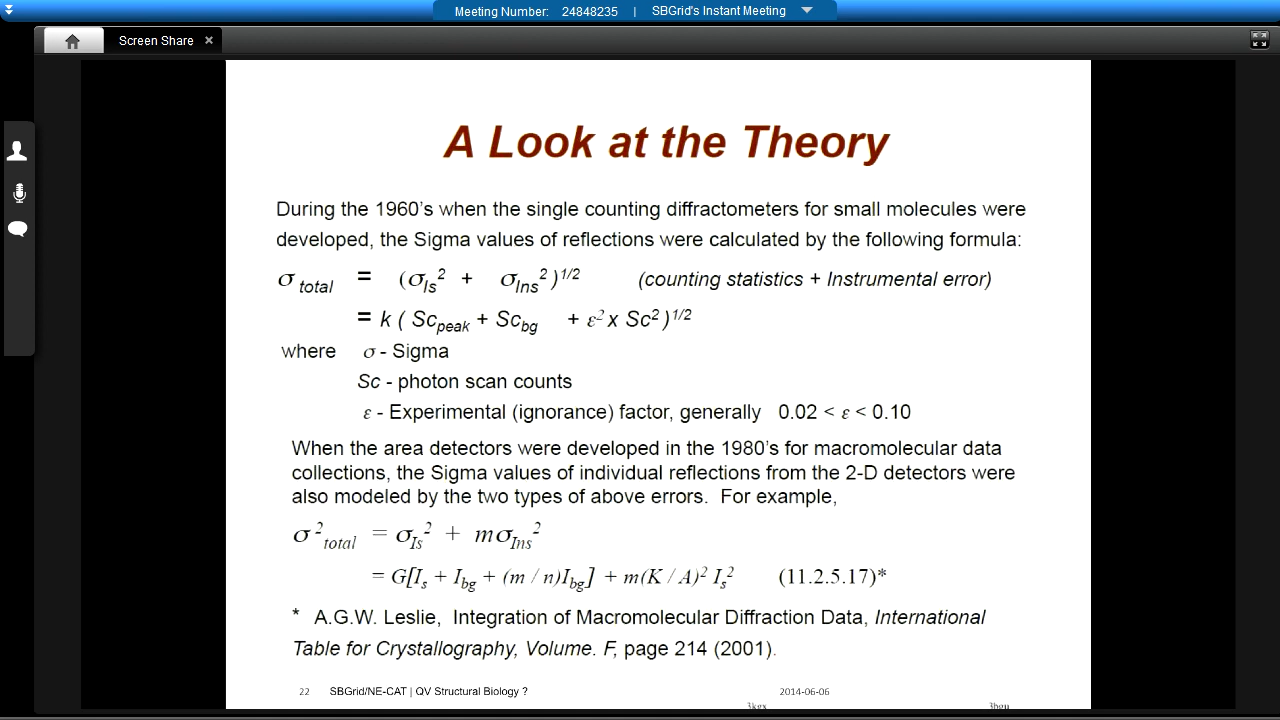 Meeting Number: 24848235 | SBGrid's Instant Meeting
Screen Share ×
A Look at the Theory
During the 1960's when the single counting diffractometers for small molecules were
developed, the Sigma values of reflections were calculated by the following formula:
σ total = (σIs² + σIns²)^1/2 (counting statistics + Instrumental error)
= k ( Scpeak + Scbg + ε² x Sc² )^1/2
where σ - Sigma
Sc - photon scan counts
ε - Experimental (ignorance) factor, generally 0.02 < ε < 0.10
When the area detectors were developed in the 1980's for macromolecular data
collections, the Sigma values of individual reflections from the 2-D detectors were
also modeled by the two types of above errors. For example,
σ² total = σIs² + mσIns²
= G[Is + Ibg + (m / n)Ibg] + m(K / A)² Is² (11.2.5.17)*
* A.G.W. Leslie, Integration of Macromolecular Diffraction Data, International
Table for Crystallography, Volume. F, page 214 (2001).
22 SBGrid/NE-CAT | QV Structural Biology ? 2014-06-06